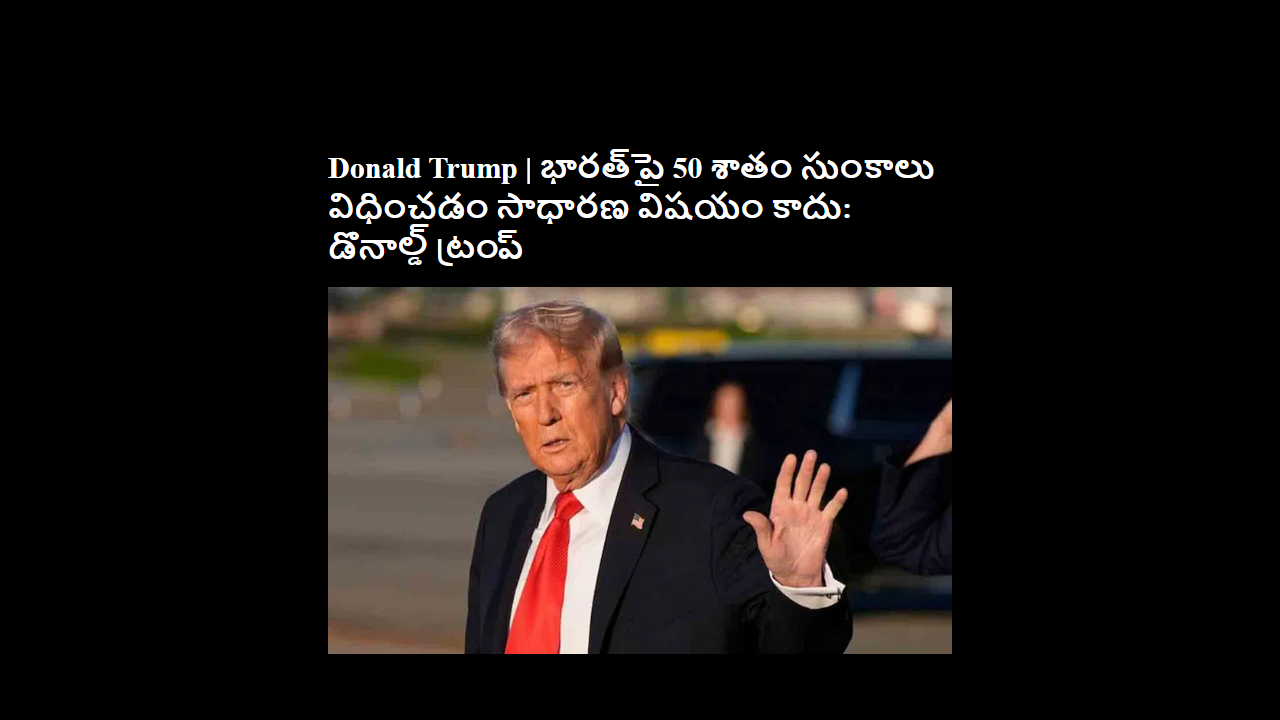 Donald Trump | భారత్‌పై 50 శాతం సుంకాలు
విధించడం సాధారణ విషయం కాదు:
డొనాల్డ్ ట్రంప్